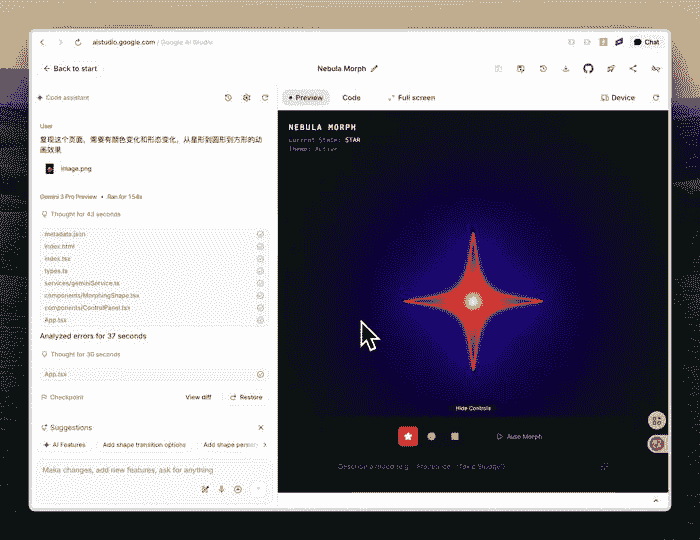 aistudio.google.com / Google AI Studio
Chat
Back to start
Nebula Morph
Code assistant
Preview
Code
Full screen
Device
User
复现这个页面，需要有颜色变化和形态变化，从星形到圆形到方形的动
画效果
image.png
Gemini 3 Pro Preview • Ran for 154s
Thought for 43 seconds
metadata.json
index.html
index.tsx
types.ts
services/geminiService.ts
components/MorphingShape.tsx
components/ControlPanel.tsx
App.tsx
Analyzed errors for 37 seconds
Thought for 30 seconds
App.tsx
Checkpoint
View diff
Restore
Suggestions
AI Features
Add shape transition options
Add shape persist
Make changes, add new features, ask for anything
NEBULA MORPH
Current State: STAR
Theme: Active
Hide Controls
Auto Morph